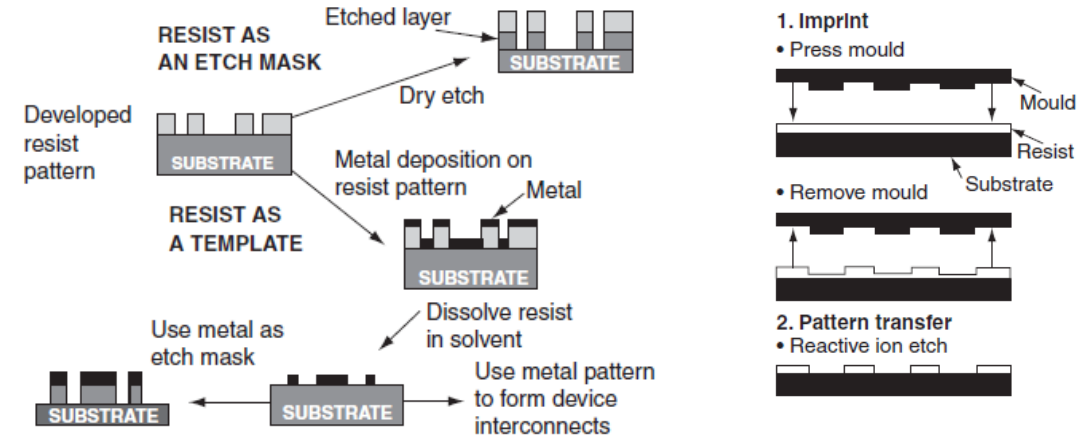 Etched layer
RESIST AS
AN ETCH MASK
SUBSTRATE
Dry etch
Developed
resist
pattern
SUBSTRATE
Metal deposition on
resist pattern
Metal
RESIST AS
A TEMPLATE
SUBSTRATE
Dissolve resist
in solvent
Use metal as
etch mask
SUBSTRATE
SUBSTRATE
Use metal pattern
to form device
interconnects
1. Imprint
• Press mould
Mould
Resist
Substrate
• Remove mould
2. Pattern transfer
• Reactive ion etch